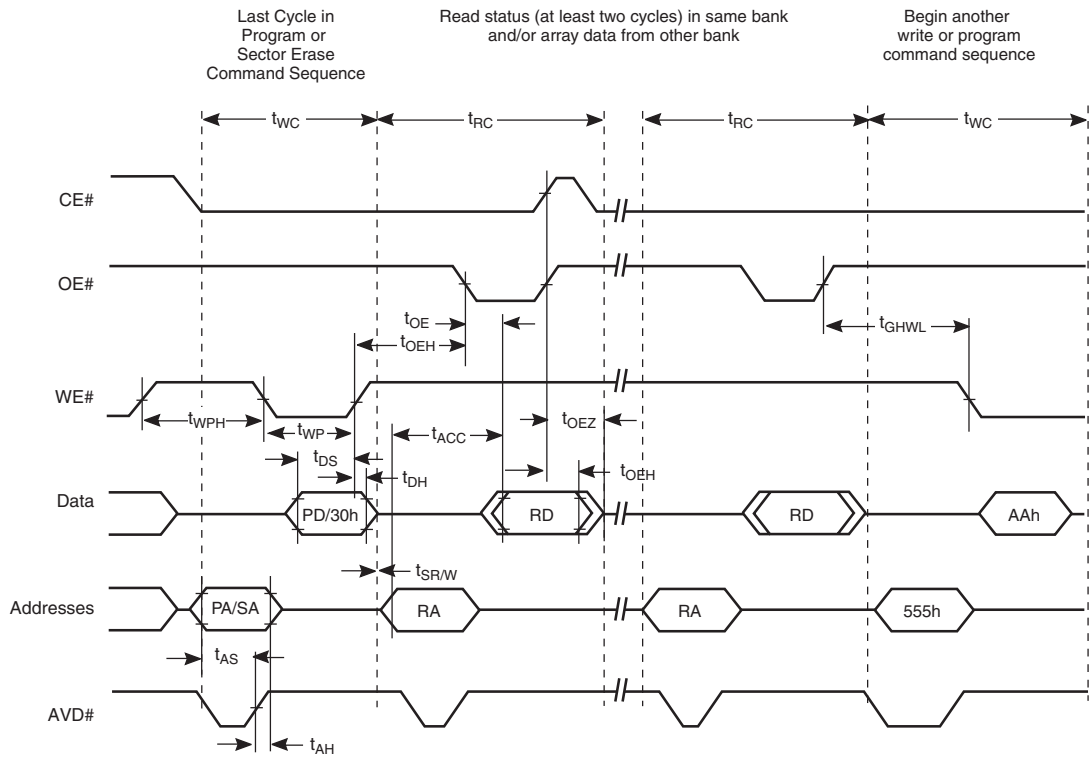 Last Cycle in
Program or
Sector Erase
Command Sequence
Read status (at least two cycles) in same bank
and/or array data from other bank
Begin another
write or program
command sequence
tWC
tRC
tRC
tWC
CE#
OE#
tOE
tOEH
tGHWL
WE#
tWPH
tWP
tACC
tOEZ
tDS
tDH
tOEH
Data
PD/30h
RD
RD
AAh
tSR/W
Addresses
PA/SA
RA
RA
555h
tAS
AVD#
tAH